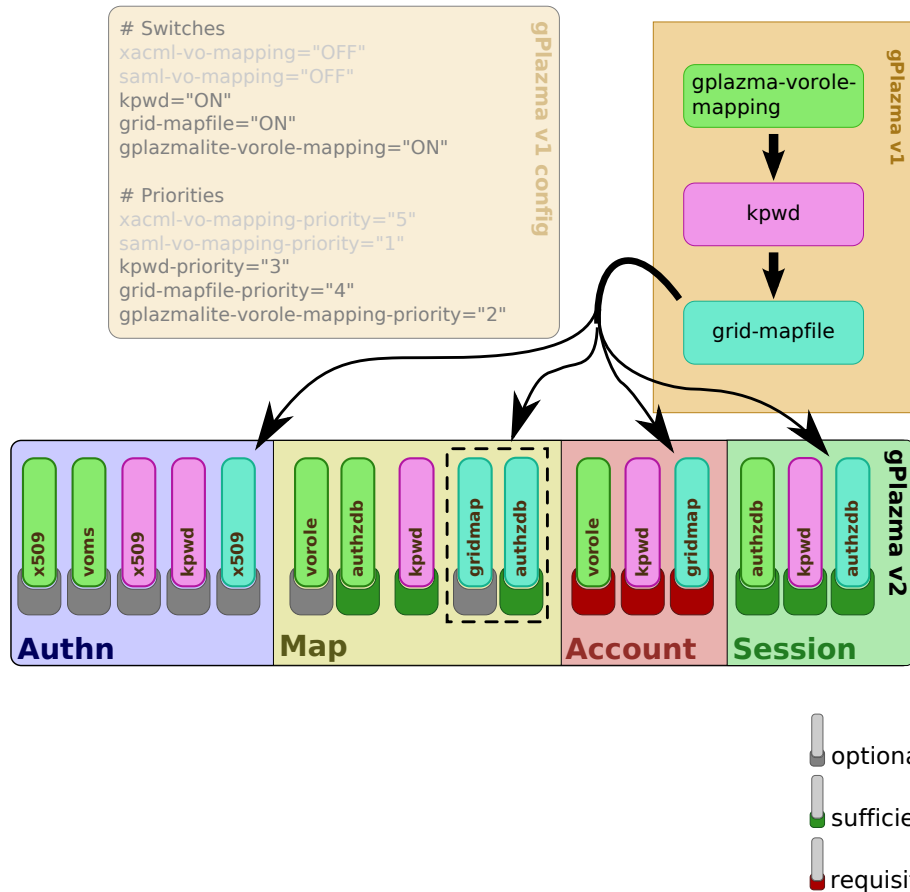 # Switches
xacml-vo-mapping="OFF"
saml-vo-mapping="OFF"
kpwd="ON"
grid-mapfile="ON"
gplazmalite-vorole-mapping="ON"
# Priorities
xacml-vo-mapping-priority="5"
saml-vo-mapping-priority="1"
kpwd-priority="3"
grid-mapfile-priority="4"
gplazmalite-vorole-mapping-priority="2"
gPlazma v1 config
gPlazma v1
gplazma-vorole-
mapping
kpwd
grid-mapfile
x509
voms
x509
kpwd
x509
Authn
vorole
authzdb
kpwd
gridmap
authzdb
Map
vorole
kpwd
gridmap
Account
authzdb
kpwd
authzdb
Session
gPlazma v2
optiona
sufficie
requisit